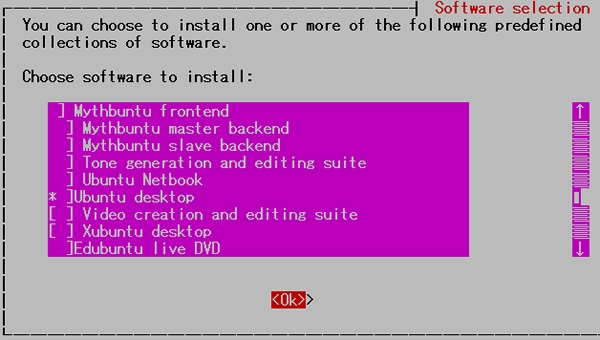 Software selection
You can choose to install one or more of the following predefined
collections of software.
Choose software to install:
] Mythbuntu frontend
] Mythbuntu master backend
] Mythbuntu slave backend
] Tone generation and editing suite
] Ubuntu Netbook
* ]Ubuntu desktop
[ ] Video creation and editing suite
[ ] Xubuntu desktop
]Edubuntu live DVD
<Ok>>